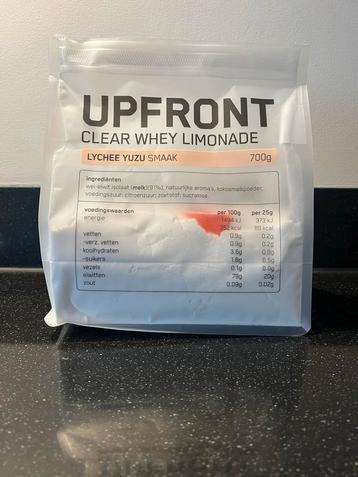 UPFRONT
CLEAR WHEY LIMONADE
LYCHEE YUZU SMAAK 700g
ingrediënten
wei-eiwit isolaat (melk)(91%), natuurlijke aroma's, kokosmelkpoeder,
voedingszuur: citroenzuur; zoetstof: sucralose.
voedingswaarden per 100g per 25g
energie 1494 kJ 373 kJ
352 kcal 88 kcal
vetten 0.9g 0.2g
-verz. vetten 0.9g 0.2g
koolhydraten 3.6g 0.9g
-suikers 1.8g 0.5g
vezels 0.1g 0.0g
eiwitten 79g 20g
zout 0.09g 0.02g